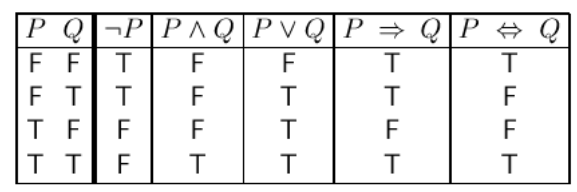 P Q ¬P P ∧ Q P ∨ Q P ⇒ Q P ⇔ Q
F F T F F T T
F T T F T T F
T F F F T F F
T T F T T T T